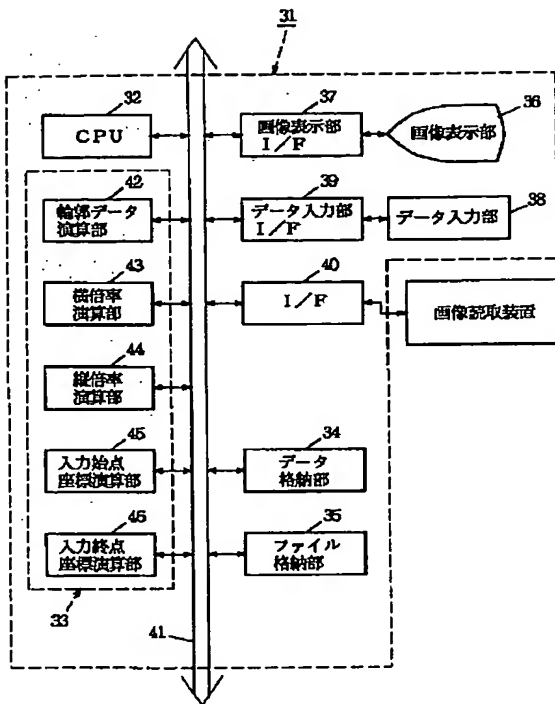 31
32
CPU
37
画像表示部
I/F
36
画像表示部
42
輪郭データ
演算部
39
データ入力部
I/F
データ入力部
38
43
横倍率
演算部
40
I/F
画像読取装置
44
縦倍率
演算部
45
入力始点
座標演算部
34
データ
格納部
46
入力終点
座標演算部
35
ファイル
格納部
33
41